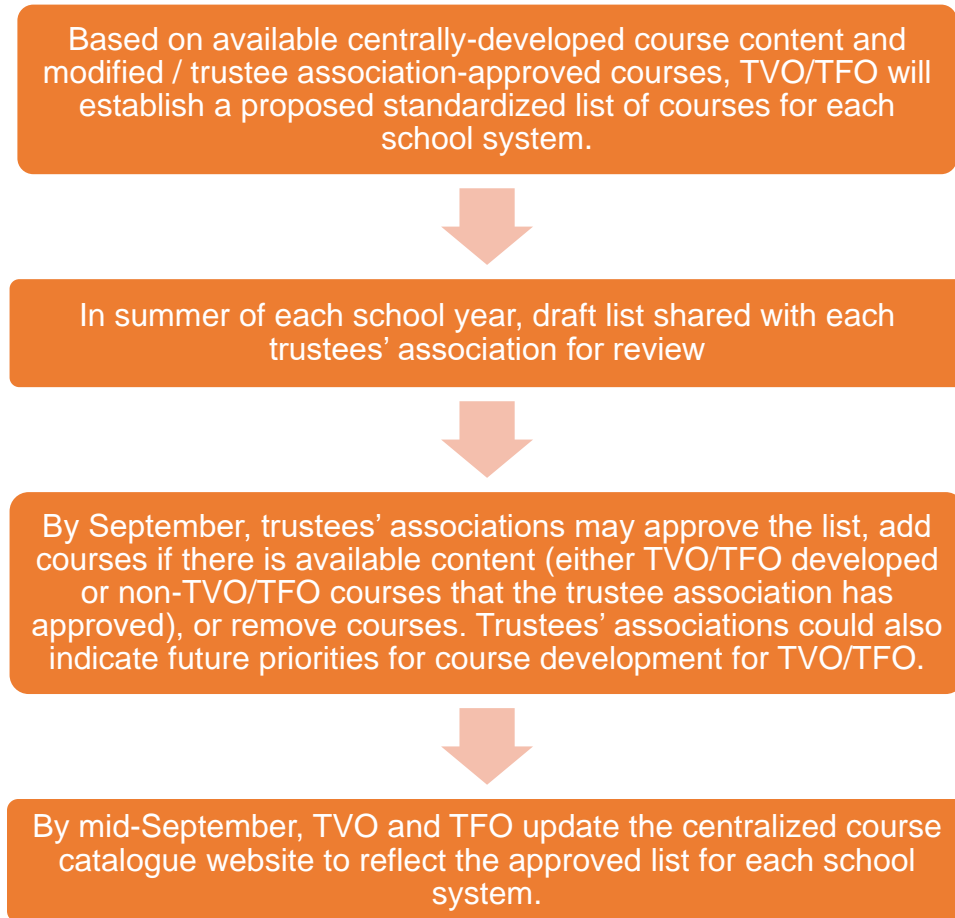 Based on available centrally-developed course content and
modified / trustee association-approved courses, TVO/TFO will
establish a proposed standardized list of courses for each
school system.
In summer of each school year, draft list shared with each
trustees’ association for review
By September, trustees’ associations may approve the list, add
courses if there is available content (either TVO/TFO developed
or non-TVO/TFO courses that the trustee association has
approved), or remove courses. Trustees’ associations could also
indicate future priorities for course development for TVO/TFO.
By mid-September, TVO and TFO update the centralized course
catalogue website to reflect the approved list for each school
system.